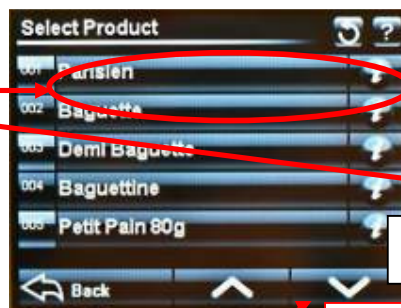 Select Product
?
001 Parisien
002 Baguette
003 Demi Baguette
004 Baguettine
005 Petit Pain 80g
Back